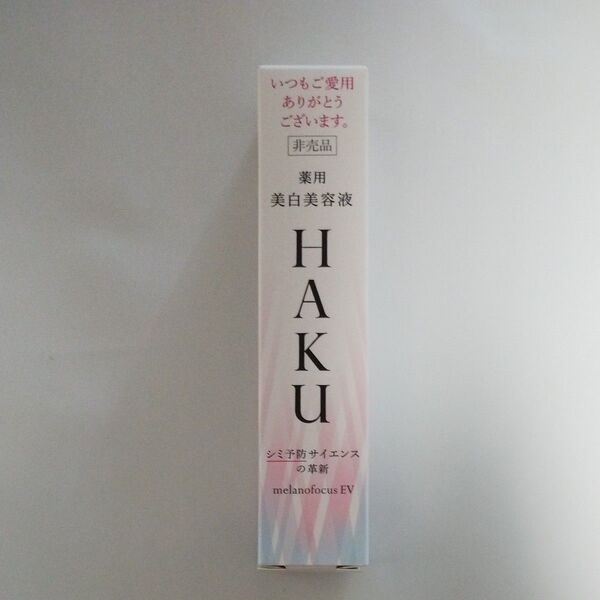 いつもご愛用
ありがとう
ございます。
非売品
薬用
美白美容液
HAKU
シミ予防サイエンス
の革新
melanofocus EV